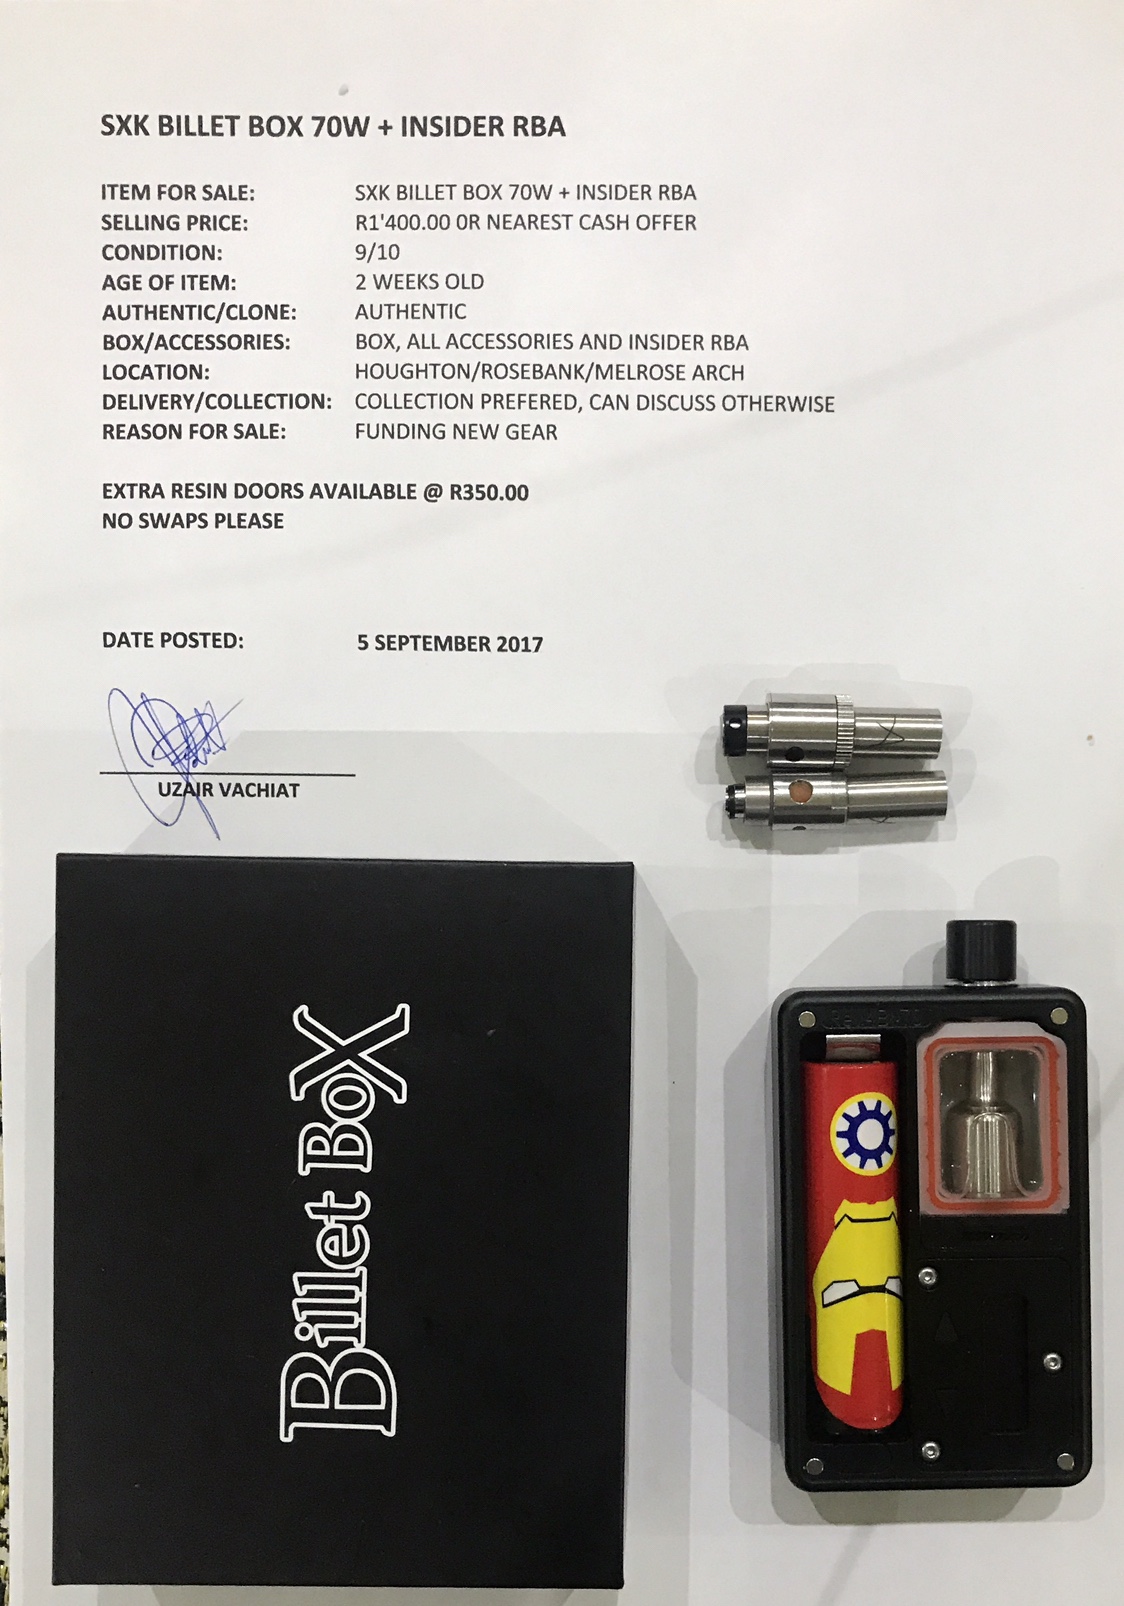 SXK BILLET BOX 70W + INSIDER RBA
ITEM FOR SALE: SXK BILLET BOX 70W + INSIDER RBA
SELLING PRICE: R1'400.00 0R NEAREST CASH OFFER
CONDITION: 9/10
AGE OF ITEM: 2 WEEKS OLD
AUTHENTIC/CLONE: AUTHENTIC
BOX/ACCESSORIES: BOX, ALL ACCESSORIES AND INSIDER RBA
LOCATION: HOUGHTON/ROSEBANK/MELROSE ARCH
DELIVERY/COLLECTION: COLLECTION PREFERED, CAN DISCUSS OTHERWISE
REASON FOR SALE: FUNDING NEW GEAR
EXTRA RESIN DOORS AVAILABLE @ R350.00
NO SWAPS PLEASE
DATE POSTED: 5 SEPTEMBER 2017
UZAIR VACHIAT
Billet BoX